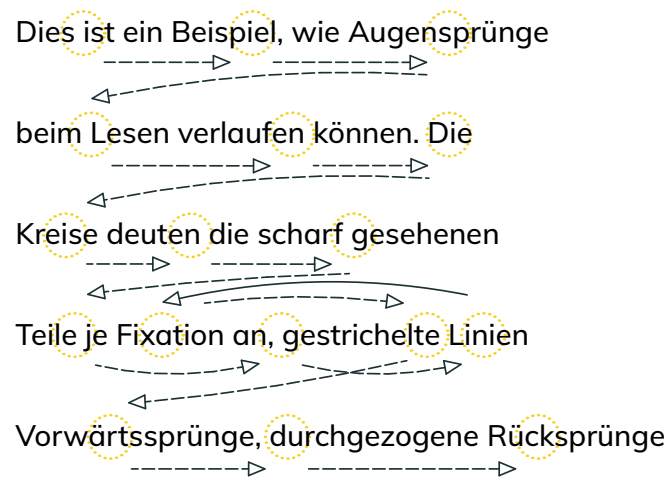 Dies ist ein Beispiel, wie Augensprünge
beim Lesen verlaufen können. Die
Kreise deuten die scharf gesehenen
Teile je Fixation an, gestrichelte Linien
Vorwärtssprünge, durchgezogene Rücksprünge